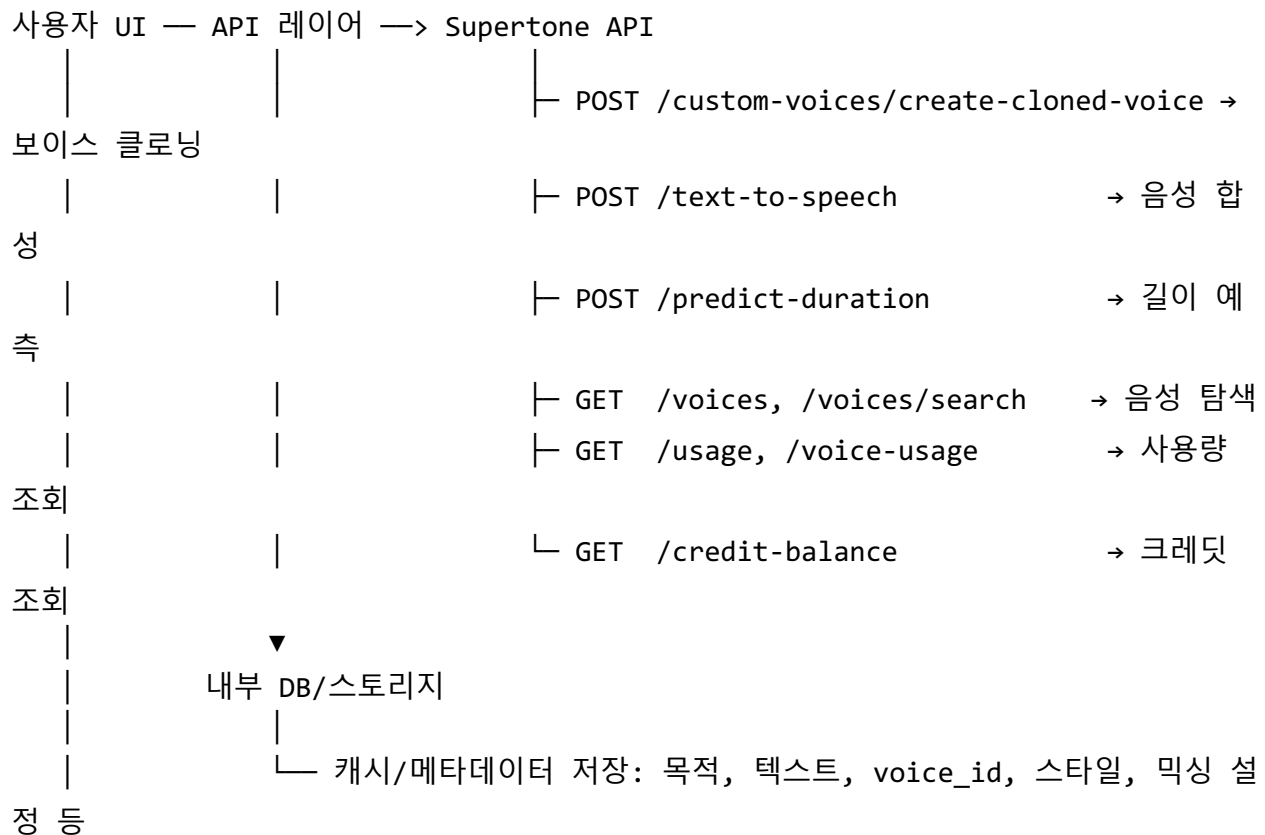 사용자 UI ── API 레이어 ──> Supertone API
│ │ │
│ │ ├─ POST /custom-voices/create-cloned-voice →
보이스 클로닝
│ │ ├─ POST /text-to-speech → 음성 합
성
│ │ ├─ POST /predict-duration → 길이 예
측
│ │ ├─ GET /voices, /voices/search → 음성 탐색
│ │ ├─ GET /usage, /voice-usage → 사용량
조회
│ │ └─ GET /credit-balance → 크레딧
조회
│ ▼
│ 내부 DB/스토리지
│ │
│ └── 캐시/메타데이터 저장: 목적, 텍스트, voice_id, 스타일, 믹싱 설
정 등